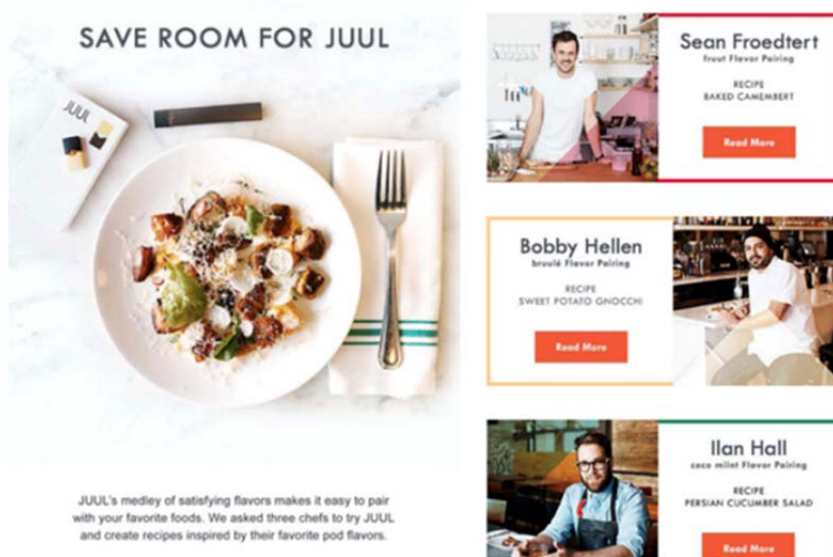 SAVE ROOM FOR JUUL
JUUL
JUUL's medley of satisfying flavors makes it easy to pair
with your favorite foods. We asked three chefs to try JUUL
and create recipes inspired by their favorite pod flavors.
Sean Froedtert
fruut Flavor Pairing
RECIPE
BAKED CAMEMBERT
Read More
Bobby Hellen
bruulé Flavor Pairing
RECIPE
SWEET POTATO GNOCCHI
Read More
Ilan Hall
coco miint Flavor Pairing
RECIPE
PERSIAN CUCUMBER SALAD
Read More